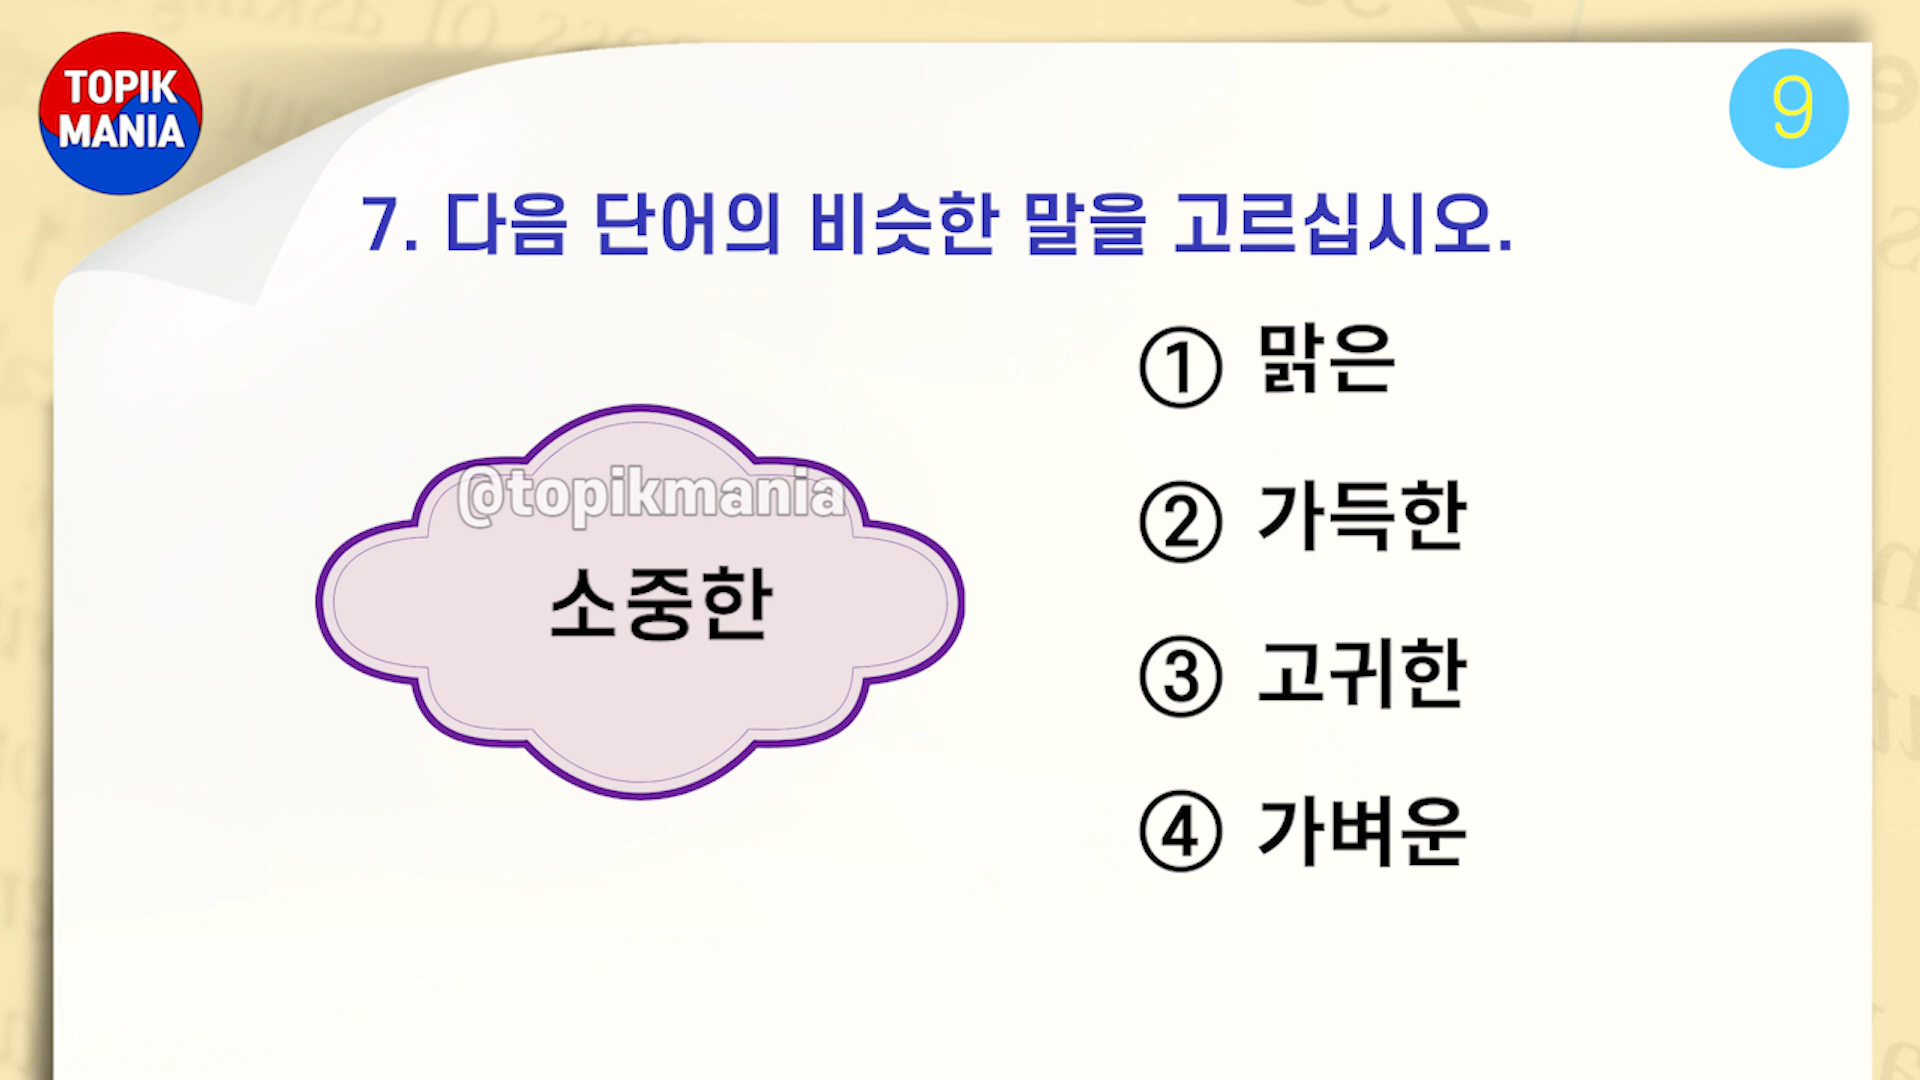 TOPIK
MANIA
9
7. 다음 단어의 비슷한 말을 고르십시오.
① 맑은
② 가득한
@topikmania
소중한
③ 고귀한
④ 가벼운